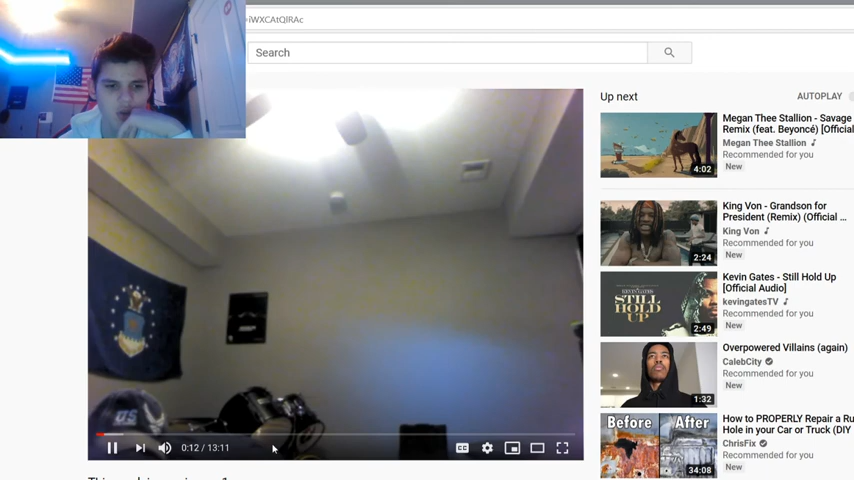 iWXCAtQlRAc
Search
Up next
AUTOPLAY
Megan Thee Stallion - Savage
Remix (feat. Beyoncé) [Official
Megan Thee Stallion
Recommended for you
New
4:02
King Von - Grandson for
President (Remix) (Official ...
King Von
Recommended for you
New
2:24
Kevin Gates - Still Hold Up
[Official Audio]
kevingatesTV
Recommended for you
New
STILL
HOLD
UP
2:49
Overpowered Villains (again)
CalebCity
Recommended for you
New
1:32
How to PROPERLY Repair a Ru
Hole in your Car or Truck (DIY
ChrisFix
Recommended for you
New
Before After
34:08
US
0:12 / 13:11
CC